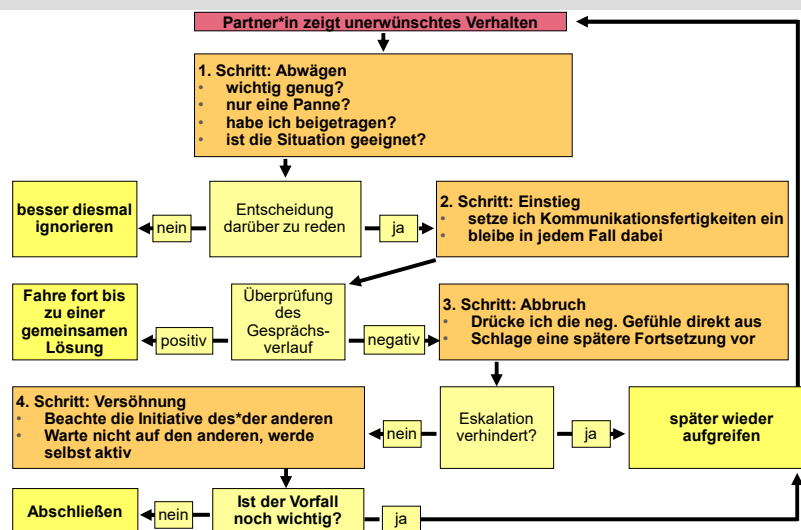 Partner*in zeigt unerwünschtes Verhalten
1. Schritt: Abwägen
• wichtig genug?
• nur eine Panne?
• habe ich beigetragen?
• ist die Situation geeignet?
besser diesmal
ignorieren
nein
Entscheidung
darüber zu reden
ja
2. Schritt: Einstieg
• setze ich Kommunikationsfertigkeiten ein
• bleibe in jedem Fall dabei
Fahre fort bis
zu einer
gemeinsamen
Lösung
positiv
Überprüfung
des
Gesprächs-
verlauf
negativ
3. Schritt: Abbruch
• Drücke ich die neg. Gefühle direkt aus
• Schlage eine spätere Fortsetzung vor
4. Schritt: Versöhnung
• Beachte die Initiative des*der anderen
• Warte nicht auf den anderen, werde
selbst aktiv
nein
Eskalation
verhindert?
ja
später wieder
aufgreifen
Abschließen
nein
Ist der Vorfall
noch wichtig?
ja